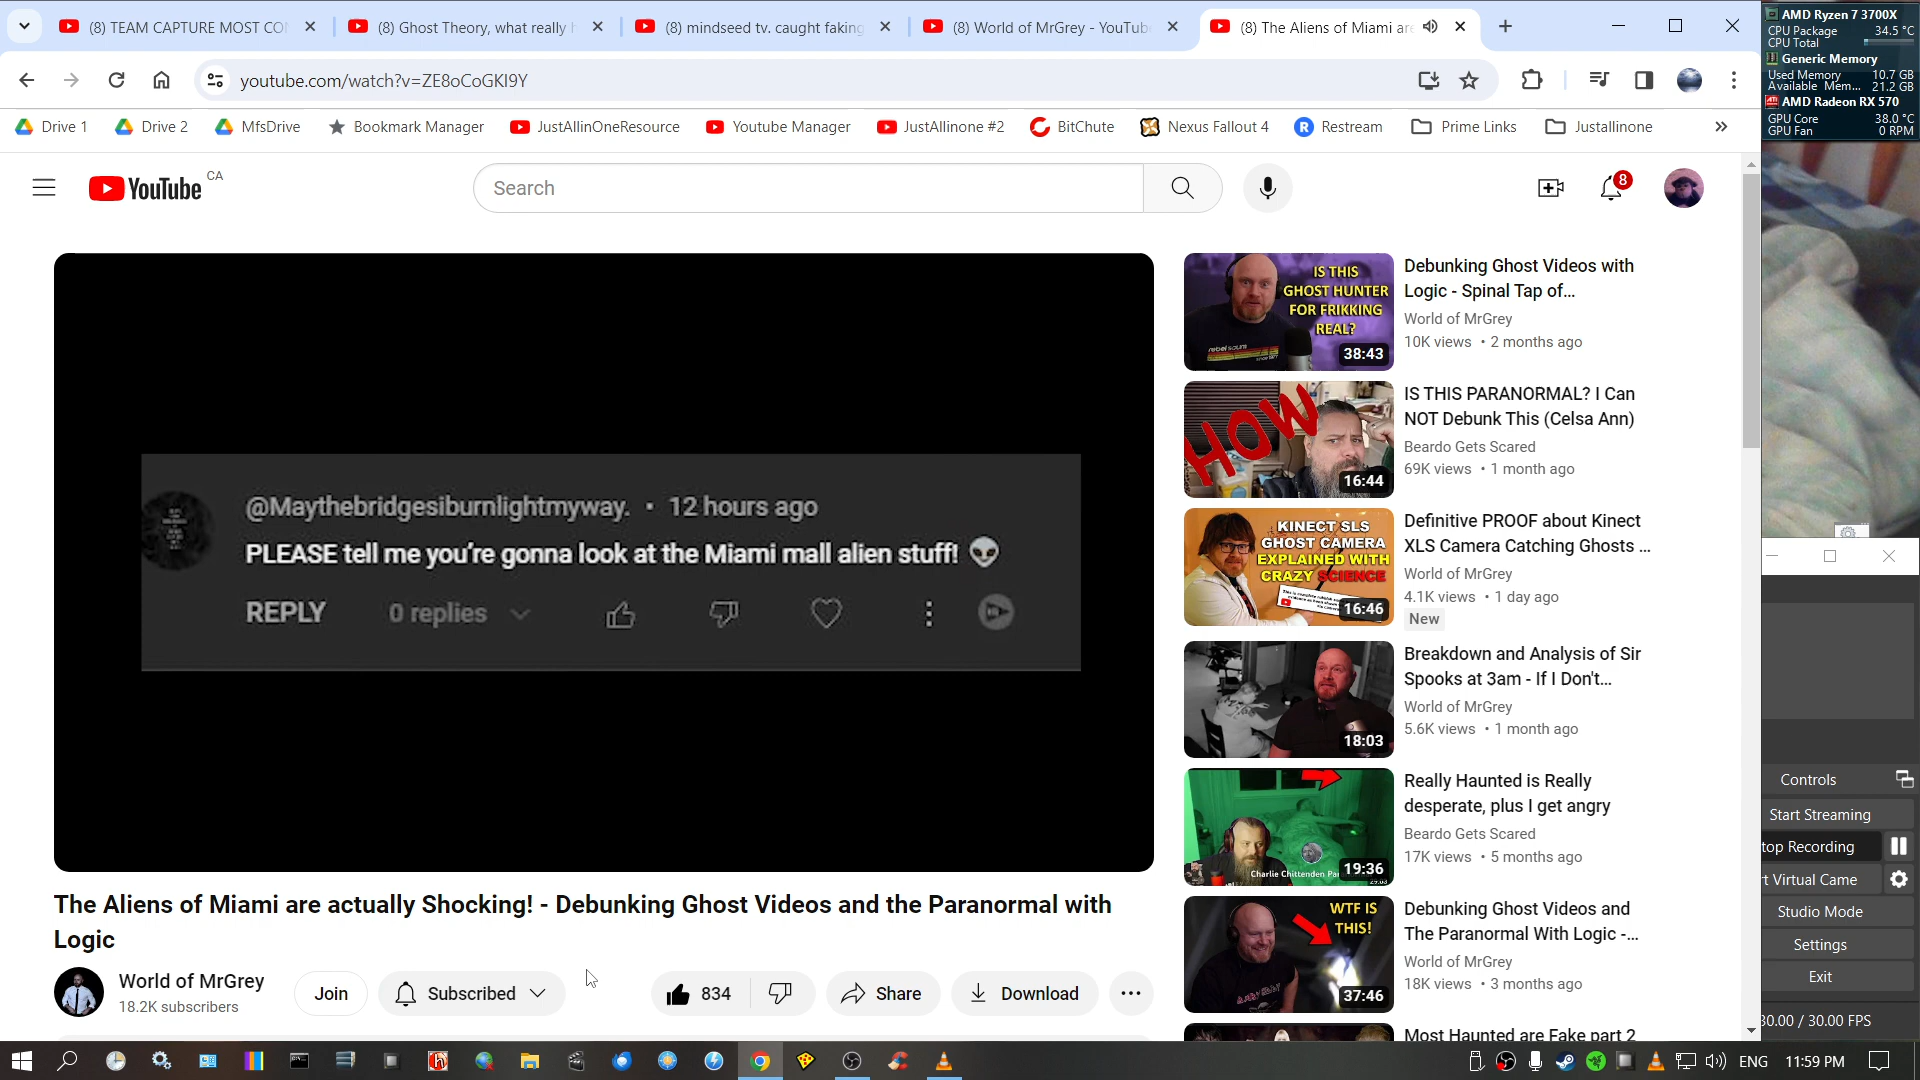 (8) TEAM CAPTURE MOST CO
(8) Ghost Theory, what really h
(8) mindseed tv. caught faking
(8) World of MrGrey - YouTube
(8) The Aliens of Miami are
youtube.com/watch?v=ZE8oCoGKI9Y
Drive 1
Drive 2
MfsDrive
Bookmark Manager
JustAllinOneResource
Youtube Manager
JustAllinone #2
BitChute
Nexus Fallout 4
Restream
Prime Links
Justallinone
AMD Ryzen 7 3700X
CPU Package 34.5 °C
CPU Total
Generic Memory
Used Memory 10.7 GB
Available Mem... 21.2 GB
AMD Radeon RX 570
GPU Core 38.0 °C
GPU Fan 0 RPM
YouTube CA
Search
8
@Maythebridgesiburnlightmyway. • 12 hours ago
PLEASE tell me you're gonna look at the Miami mall alien stuff! 👽
REPLY 0 replies
The Aliens of Miami are actually Shocking! - Debunking Ghost Videos and the Paranormal with
Logic
World of MrGrey
18.2K subscribers
Join
Subscribed
834
Share
Download
IS THIS
GHOST HUNTER
FOR FRIKKING
REAL?
38:43
Debunking Ghost Videos with
Logic - Spinal Tap of...
World of MrGrey
10K views • 2 months ago
HOW
16:44
IS THIS PARANORMAL? I Can
NOT Debunk This (Celsa Ann)
Beardo Gets Scared
69K views • 1 month ago
KINECT SLS
GHOST CAMERA
EXPLAINED WITH
CRAZY SCIENCE
16:46
Definitive PROOF about Kinect
XLS Camera Catching Ghosts ...
World of MrGrey
4.1K views • 1 day ago
New
18:03
Breakdown and Analysis of Sir
Spooks at 3am - If I Don't...
World of MrGrey
5.6K views • 1 month ago
Charlie Chittenden Pa
19:36
Really Haunted is Really
desperate, plus I get angry
Beardo Gets Scared
17K views • 5 months ago
WTF IS
THIS!
37:46
Debunking Ghost Videos and
The Paranormal With Logic -...
World of MrGrey
18K views • 3 months ago
Most Haunted are Fake part 2
Controls
Start Streaming
top Recording
t Virtual Came
Studio Mode
Settings
Exit
30.00 / 30.00 FPS
ENG
11:59 PM